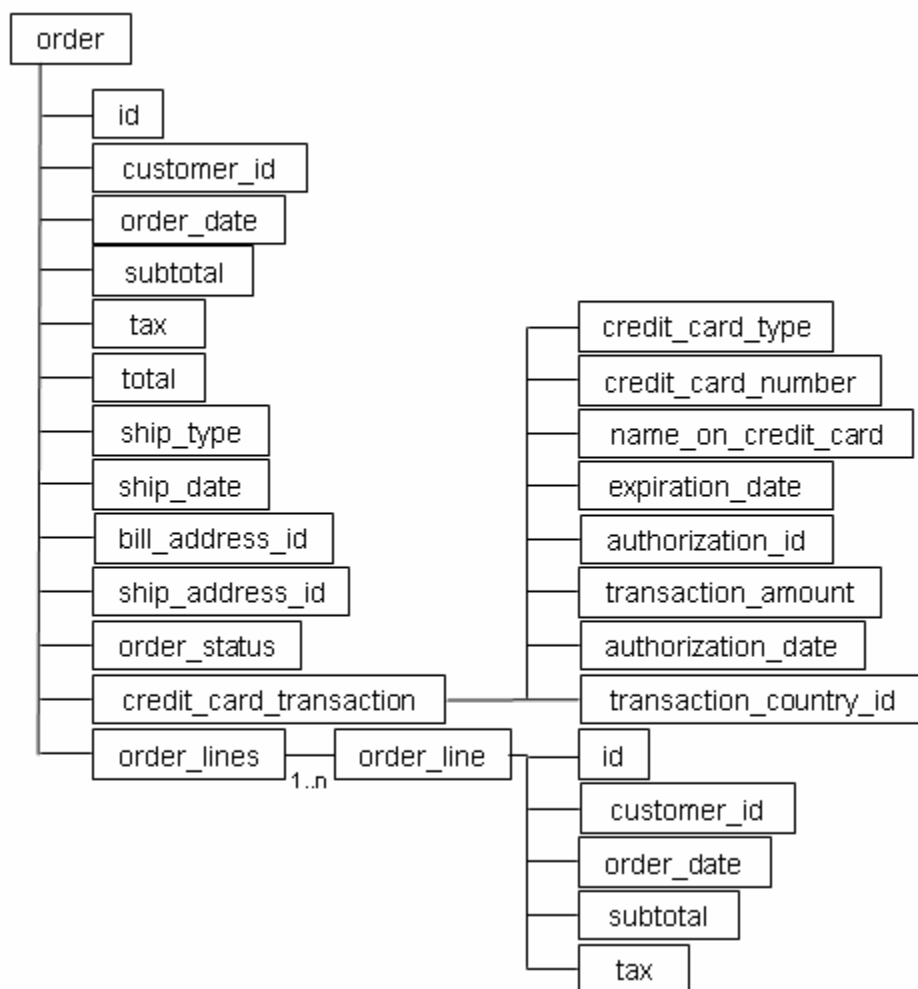 order
id
customer_id
order_date
subtotal
tax
total
ship_type
ship_date
bill_address_id
ship_address_id
order_status
credit_card_transaction
credit_card_type
credit_card_number
name_on_credit_card
expiration_date
authorization_id
transaction_amount
authorization_date
transaction_country_id
order_lines
1..n
order_line
id
customer_id
order_date
subtotal
tax